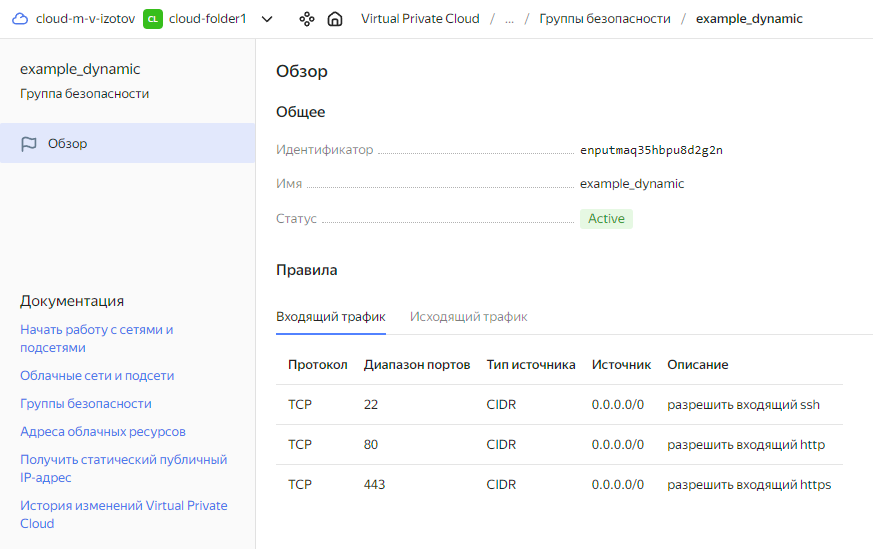 cloud-m-v-izotov CL cloud-folder1 Virtual Private Cloud / ... / Группы безопасности / example_dynamic
example_dynamic
Группа безопасности
Обзор
Документация
Начать работу с сетями и
подсетями
Облачные сети и подсети
Группы безопасности
Адреса облачных ресурсов
Получить статический публичный
IP-адрес
История изменений Virtual Private
Cloud
Обзор
Общее
Идентификатор enputmaq35hbpu8d2g2n
Имя example_dynamic
Статус Active
Правила
Входящий трафик Исходящий трафик
Протокол Диапазон портов Тип источника Источник Описание
TCP 22 CIDR 0.0.0.0/0 разрешить входящий ssh
TCP 80 CIDR 0.0.0.0/0 разрешить входящий http
TCP 443 CIDR 0.0.0.0/0 разрешить входящий https